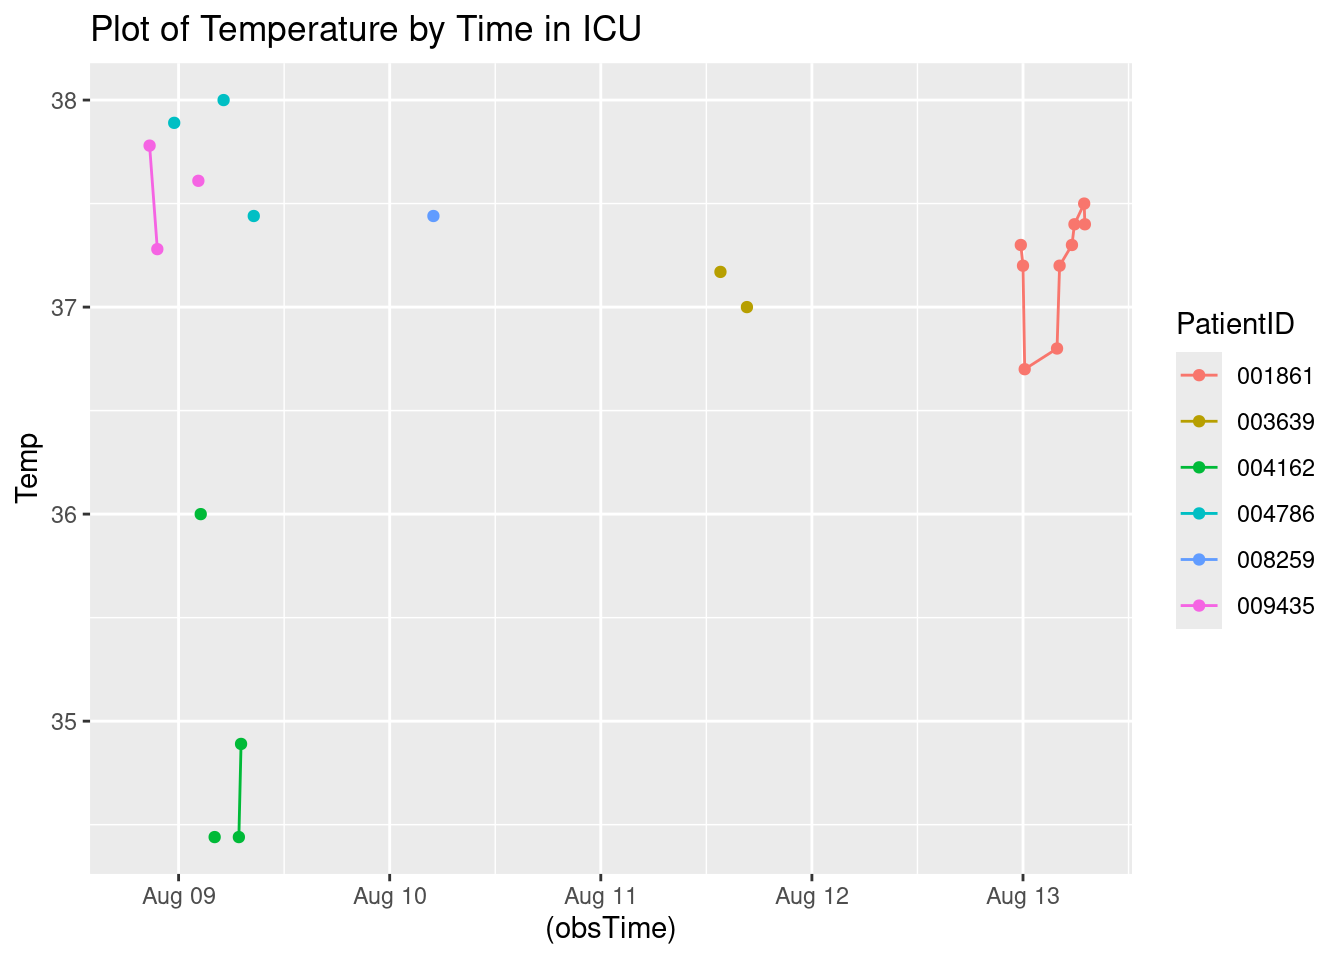 Plot of Temperature by Time in ICU
38
37
36
35
Temp
Aug 09 Aug 10 Aug 11 Aug 12 Aug 13
(obsTime)
PatientID
001861
003639
004162
004786
008259
009435